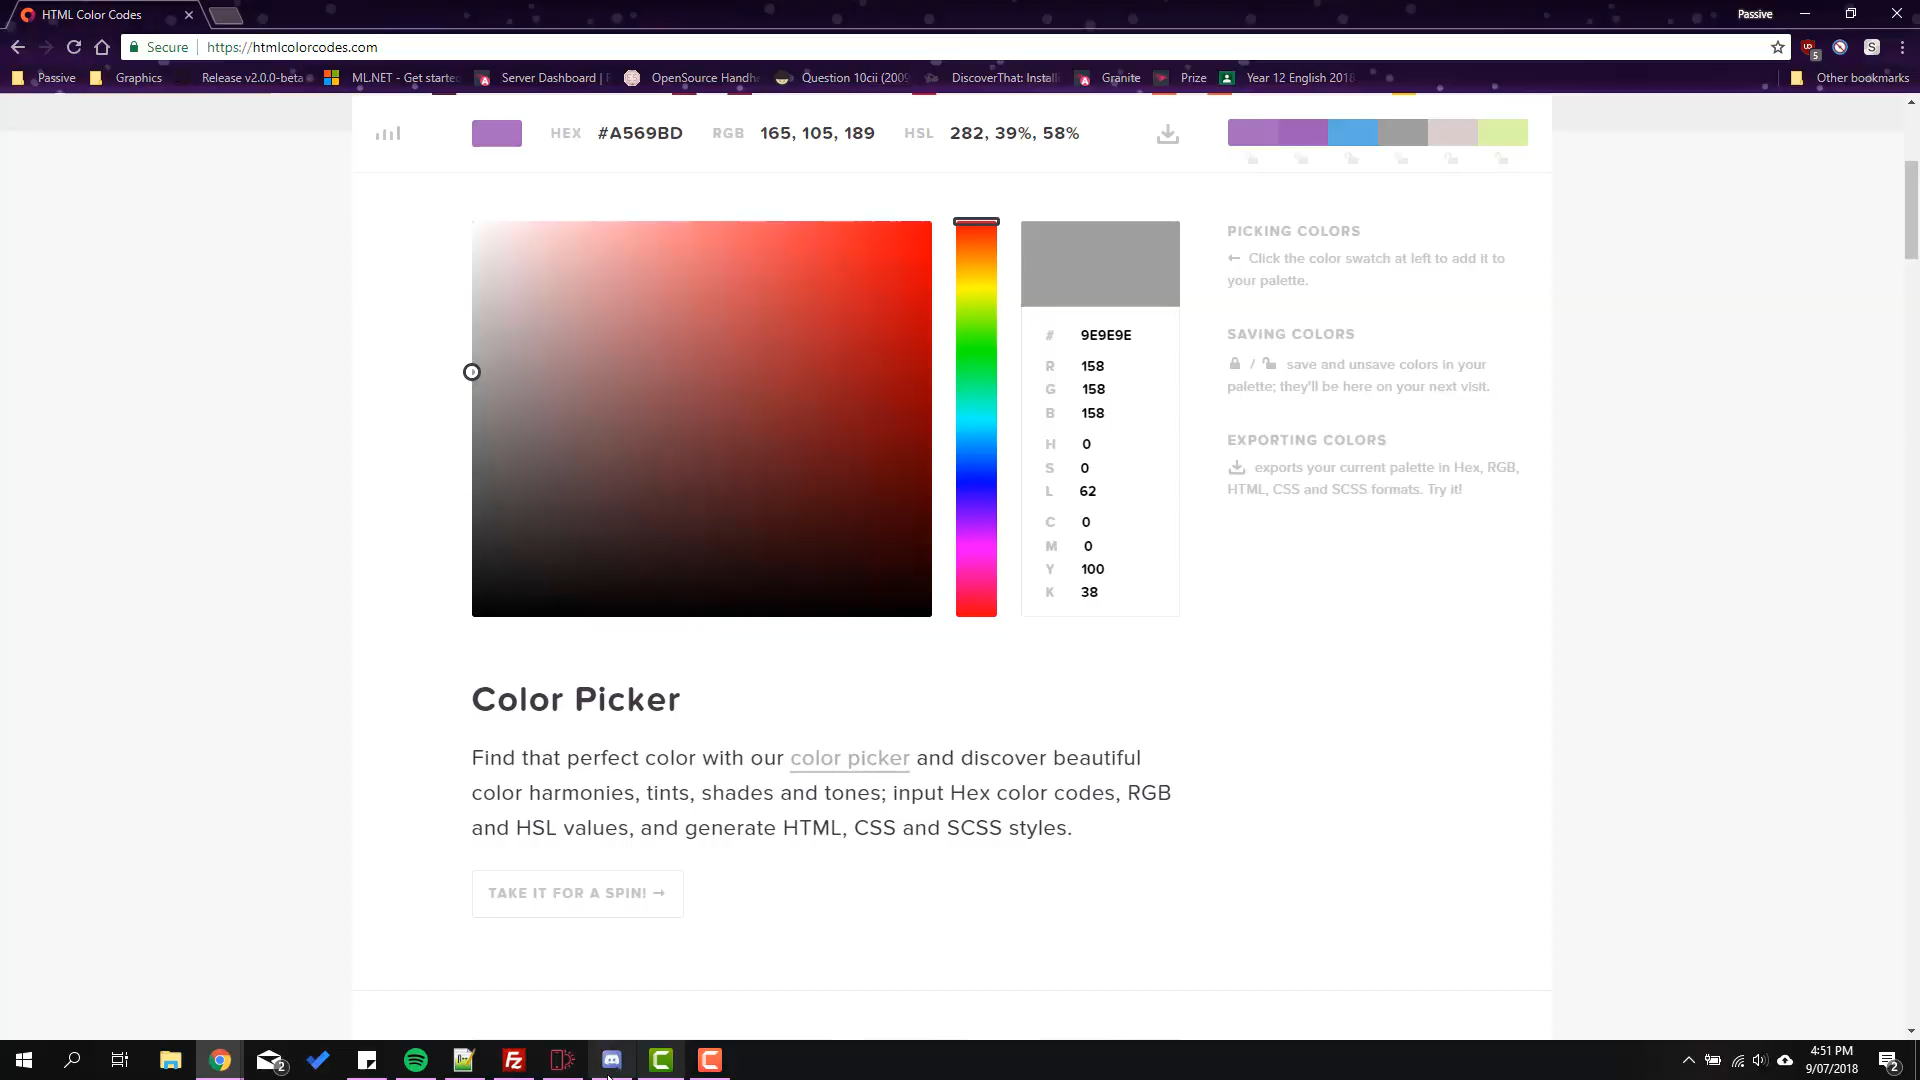 HTML Color Codes
Passive
Secure https://htmlcolorcodes.com
5
S
Passive Graphics Release v2.0.0-beta ML.NET - Get starte Server Dashboard | OpenSource Handh Question 10cii (2009 DiscoverThat: Install Granite Prize Year 12 English 2018 Other bookmarks
HEX #A569BD RGB 165, 105, 189 HSL 282, 39%, 58%
PICKING COLORS
← Click the color swatch at left to add it to
your palette.
SAVING COLORS
/ save and unsave colors in your
palette; they'll be here on your next visit.
EXPORTING COLORS
exports your current palette in Hex, RGB,
HTML, CSS and SCSS formats. Try it!
# 9E9E9E
R 158
G 158
B 158
H 0
S 0
L 62
C 0
M 0
Y 100
K 38
Color Picker
Find that perfect color with our color picker and discover beautiful
color harmonies, tints, shades and tones; input Hex color codes, RGB
and HSL values, and generate HTML, CSS and SCSS styles.
TAKE IT FOR A SPIN! →
2
Fz
4:51 PM
9/07/2018
2